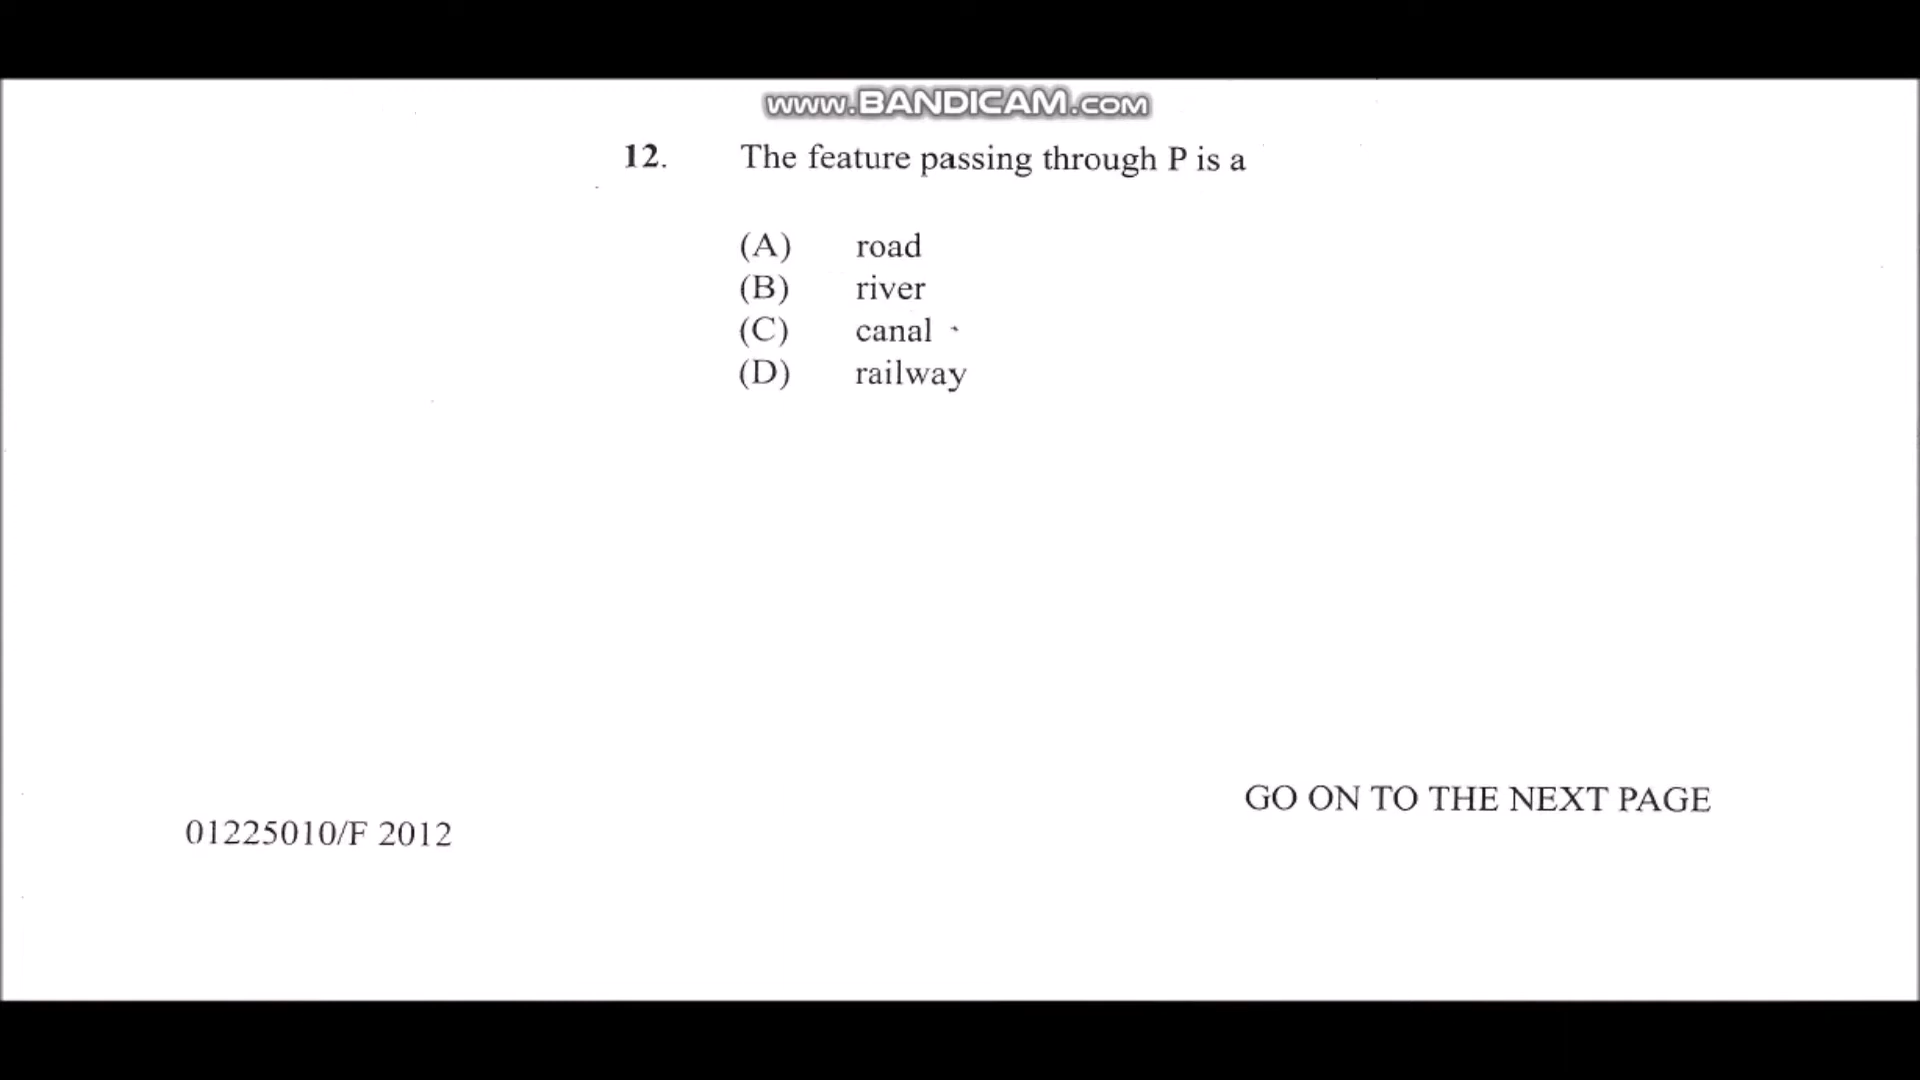 www.BANDICAM.com
12. The feature passing through P is a
(A) road
(B) river
(C) canal
(D) railway
GO ON TO THE NEXT PAGE
01225010/F 2012